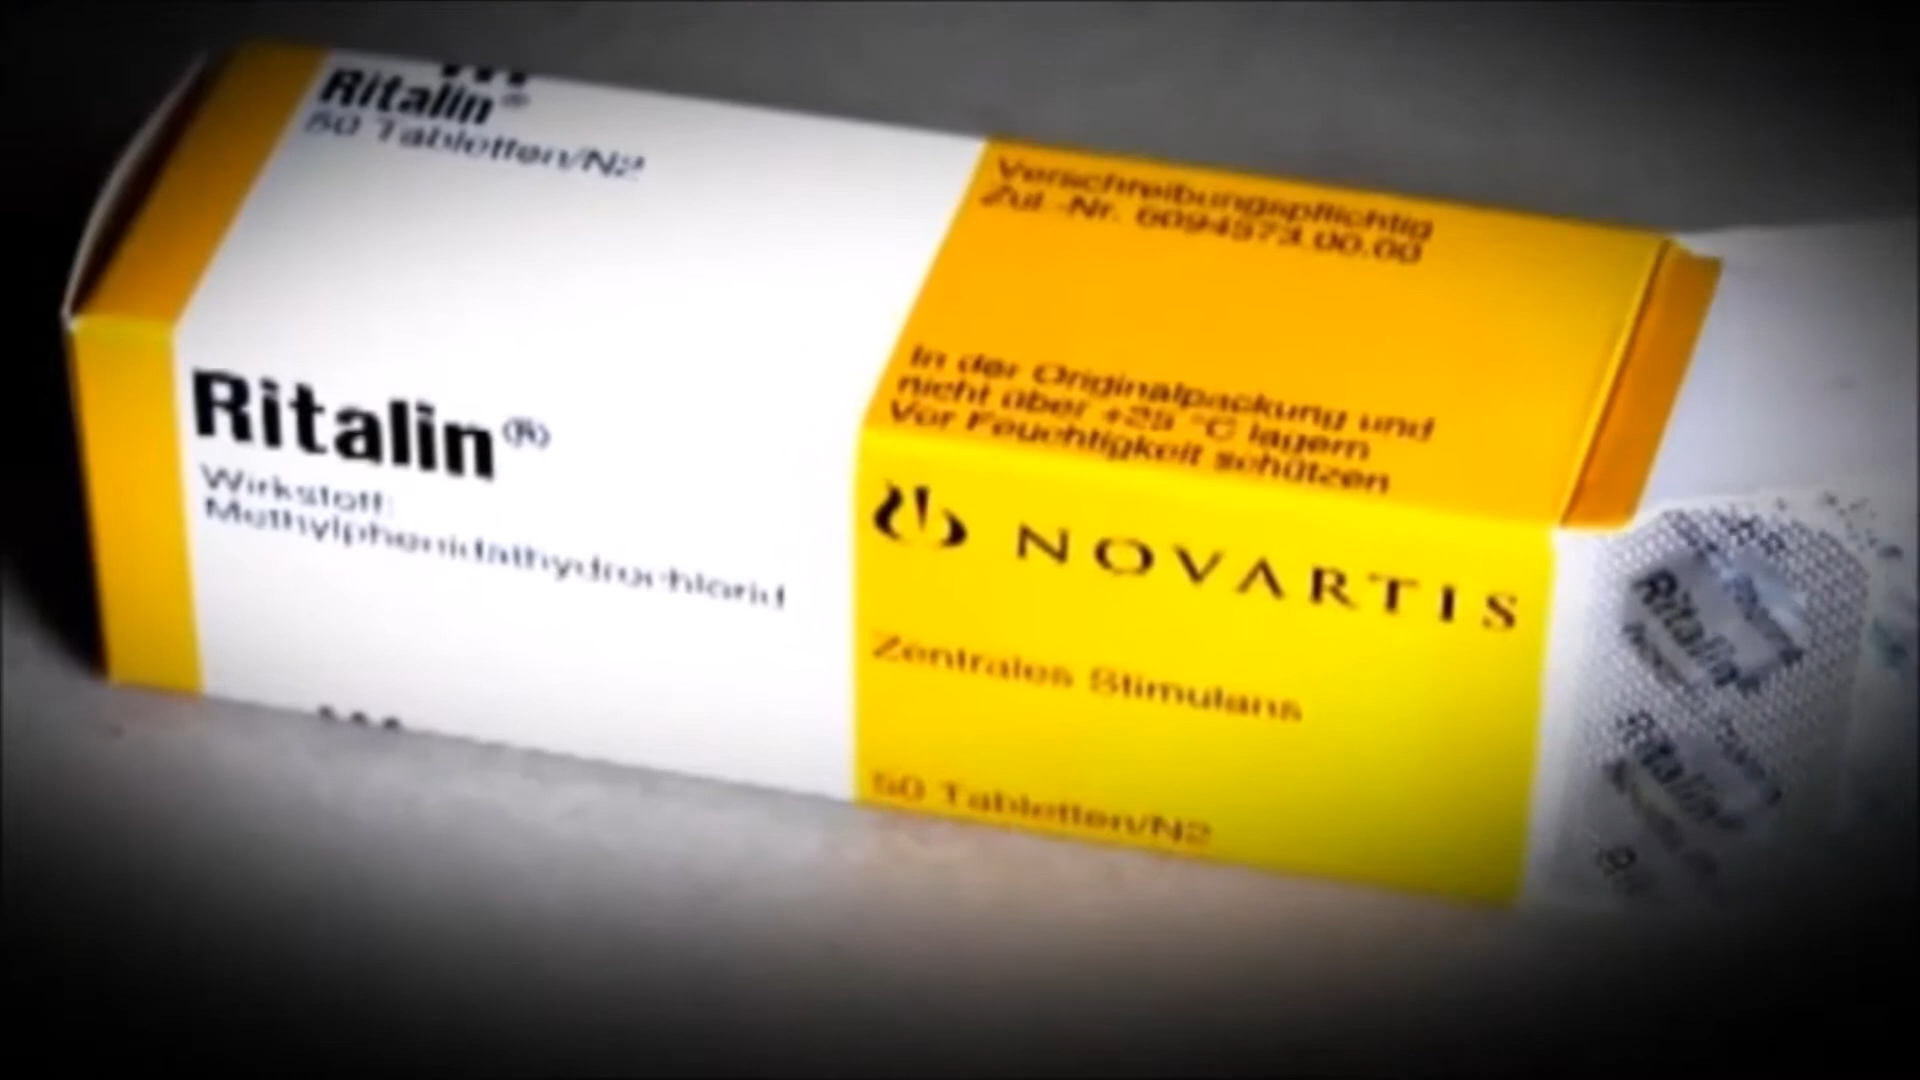 Ritalin®
50 Tabletten/N2
Verschreibungspflichtig
Zul.-Nr. 6094573.00.00
In der Originalpackung und
nicht über +25 °C lagern
Vor Feuchtigkeit schützen
Ritalin®
Wirkstoff:
Methylphenidathydrochlorid
NOVARTIS
Zentrales Stimulans
50 Tabletten/N2
Ritalin®
Ritalin®